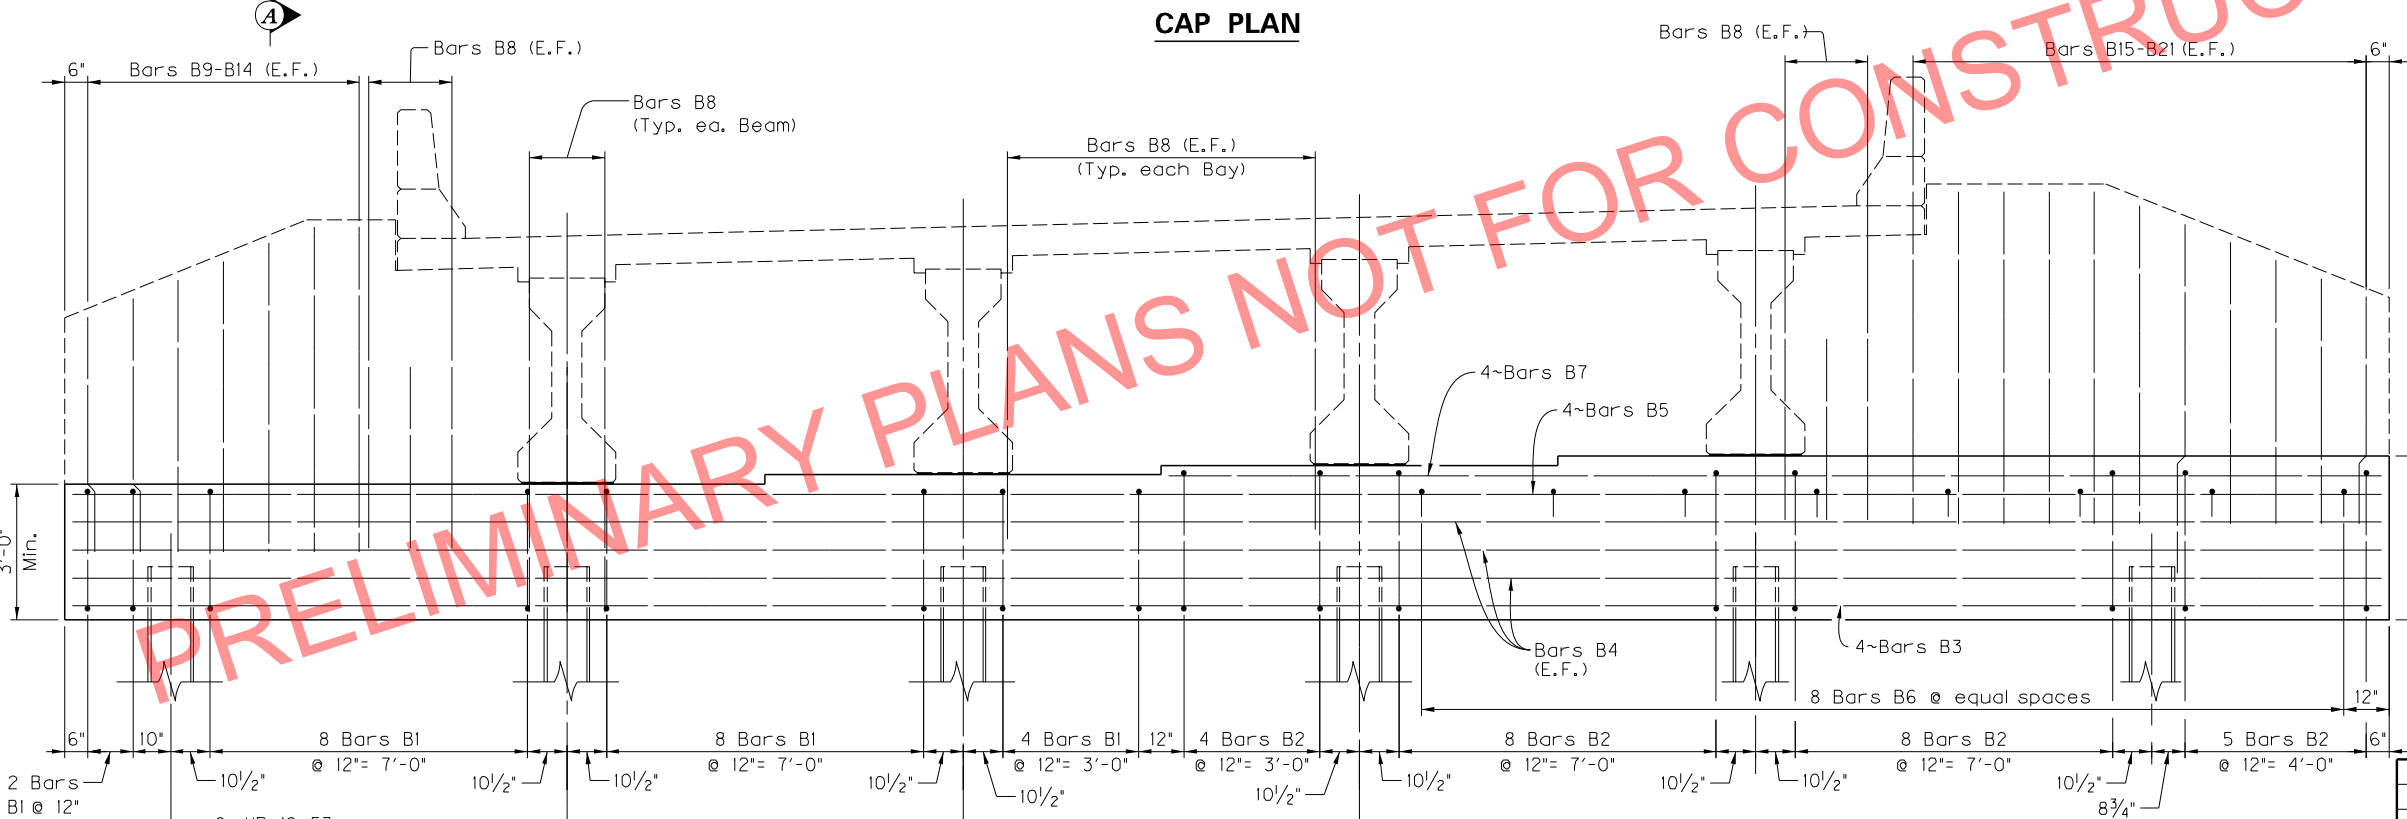 A
CAP PLAN
Bars B8 (E.F.)
Bars B8 (E.F.)
6"
Bars B9-B14 (E.F.)
Bars B15-B21 (E.F.)
6"
Bars B8
(Typ. ea. Beam)
Bars B8 (E.F.)
(Typ. each Bay)
PRELIMINARY PLANS NOT FOR CONSTRUC
4~Bars B7
4~Bars B5
3'-0"
Min.
Bars B4
(E.F.)
4~Bars B3
8 Bars B6 @ equal spaces
12"
6"
10"
8 Bars B1
@ 12"= 7'-0"
8 Bars B1
@ 12"= 7'-0"
4 Bars B1
@ 12"= 3'-0"
12"
4 Bars B2
@ 12"= 3'-0"
8 Bars B2
@ 12"= 7'-0"
8 Bars B2
@ 12"= 7'-0"
5 Bars B2
@ 12"= 4'-0"
6"
2 Bars
B1 @ 12"
10½"
10½"
10½"
10½"
10½"
10½"
10½"
10½"
10½"
10½"
8¾"